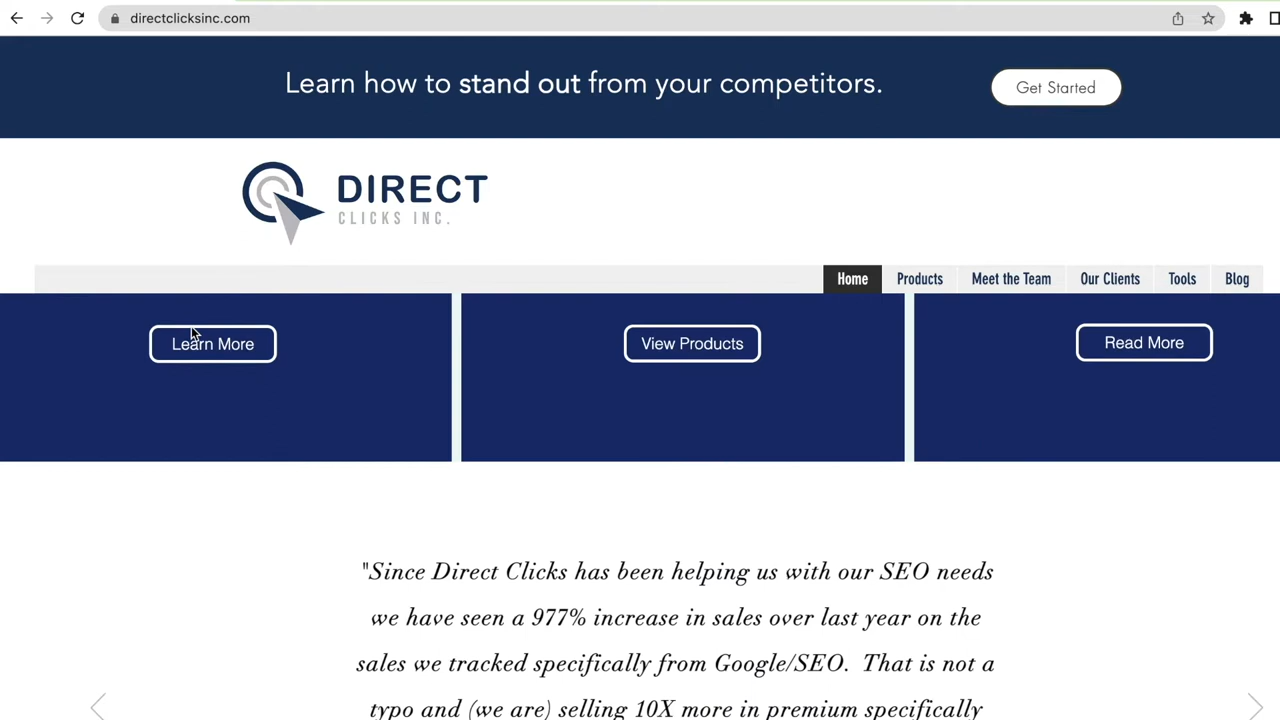 directclicksinc.com
Learn how to stand out from your competitors.
Get Started
DIRECT
CLICKS INC.
Home Products Meet the Team Our Clients Tools Blog
Learn More
View Products
Read More
"Since Direct Clicks has been helping us with our SEO needs
we have seen a 977% increase in sales over last year on the
sales we tracked specifically from Google/SEO.  That is not a
typo and (we are) selling 10X more in premium specifically